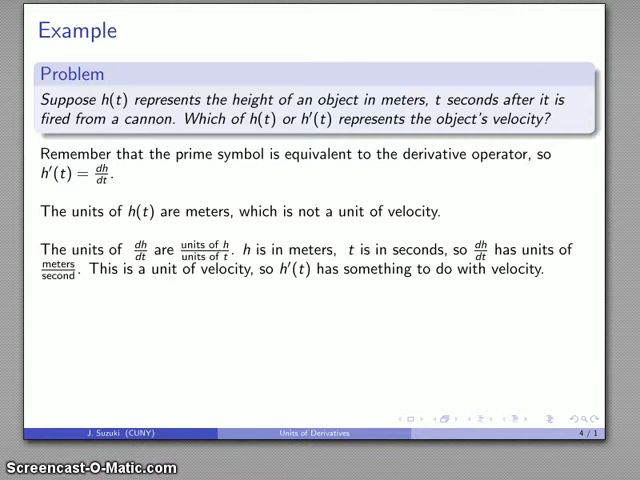 Example
Problem
Suppose h(t) represents the height of an object in meters, t seconds after it is
fired from a cannon. Which of h(t) or h′(t) represents the object's velocity?
Remember that the prime symbol is equivalent to the derivative operator, so
h′(t) = dh/dt.
The units of h(t) are meters, which is not a unit of velocity.
The units of dh/dt are units of h/units of t. h is in meters, t is in seconds, so dh/dt has units of
meters/second. This is a unit of velocity, so h′(t) has something to do with velocity.
J. Suzuki (CUNY) Units of Derivatives 4 / 1
Screencast-O-Matic.com